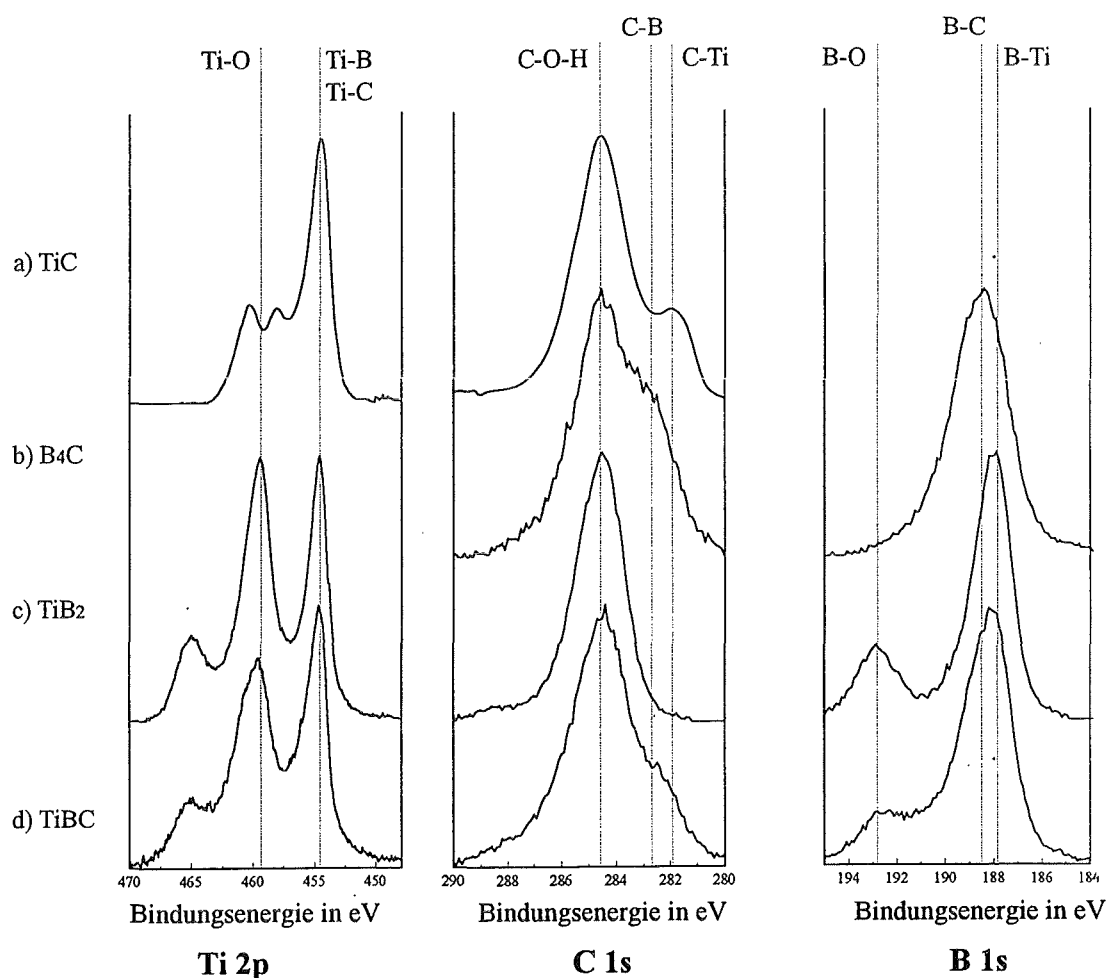 C-B
B-C
Ti-O
Ti-B
C-O-H
C-Ti
B-O
B-Ti
Ti-C
a) TiC
b) B4C
c) TiB2
d) TiBC
470 465 460 455 450
290 288 286 284 282 280
194 192 190 188 186 184
Bindungsenergie in eV
Bindungsenergie in eV
Bindungsenergie in eV
Ti 2p
C 1s
B 1s